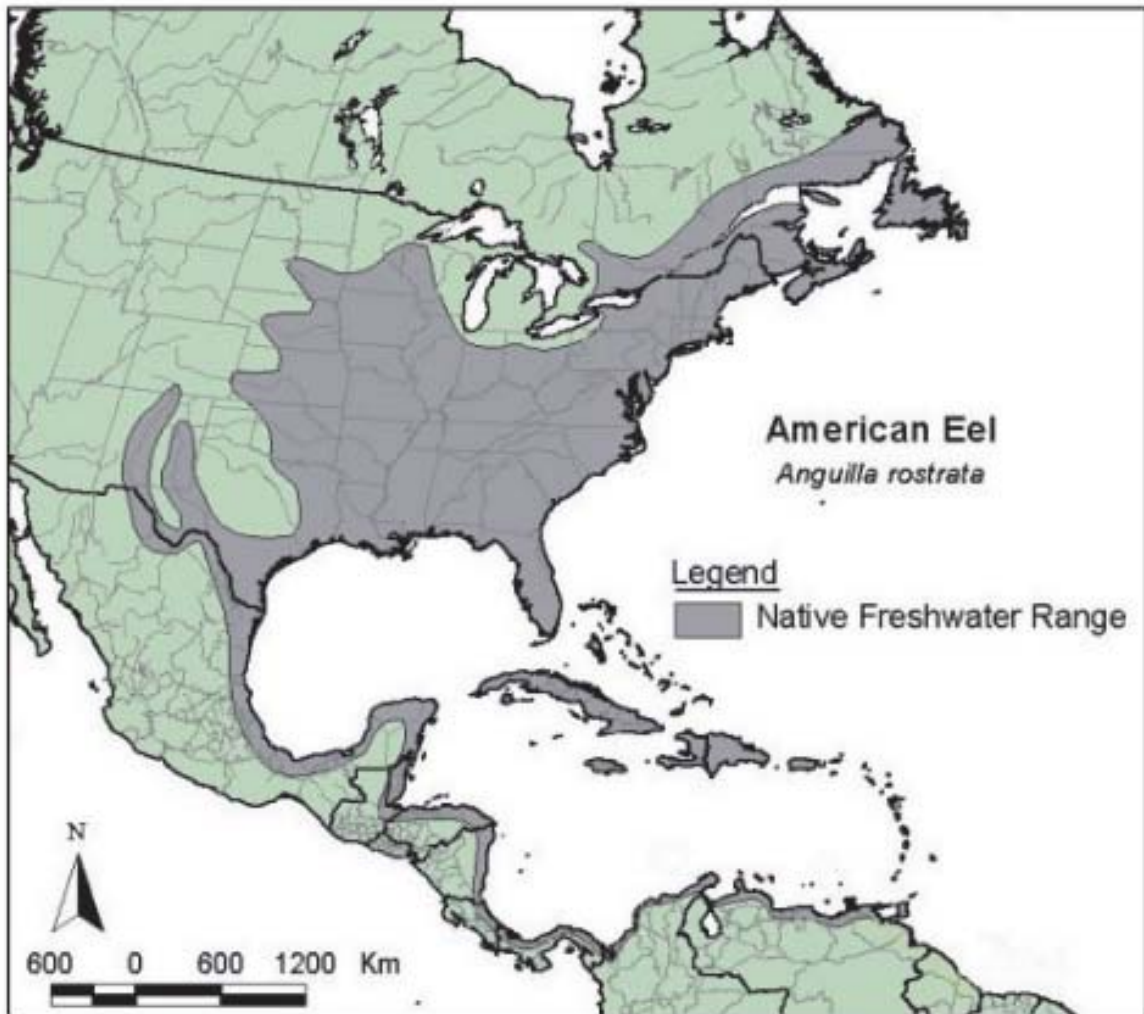 American Eel
Anguilla rostrata
Legend
Native Freshwater Range
N
600 0 600 1200 Km